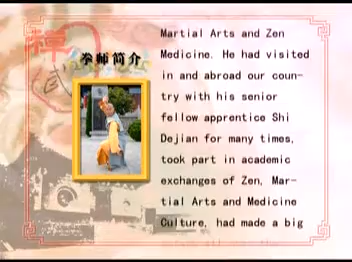 禅
武
拳师简介
Martial Arts and Zen
Medicine. He had visited
in and abroad our coun-
try with his senior
fellow apprentice Shi
Dejian for many times,
took part in academic
exchanges of Zen, Mar-
tial Arts and Medicine
Culture, had made a big